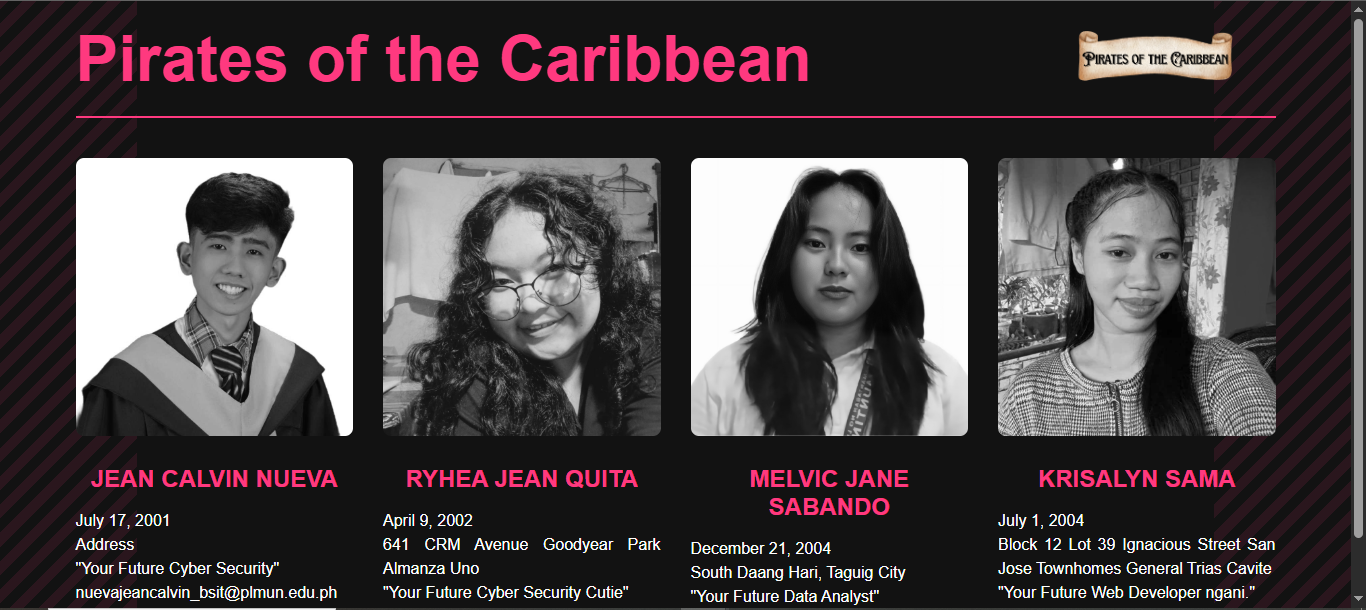 Pirates of the Caribbean
PIRATES OF THE CARIBBEAN
JEAN CALVIN NUEVA
July 17, 2001
Address
"Your Future Cyber Security"
nuevajeancalvin_bsit@plmun.edu.ph
RYHEA JEAN QUITA
April 9, 2002
641 CRM Avenue Goodyear Park
Almanza Uno
"Your Future Cyber Security Cutie"
MELVIC JANE
SABANDO
December 21, 2004
South Daang Hari, Taguig City
"Your Future Data Analyst"
KRISALYN SAMA
July 1, 2004
Block 12 Lot 39 Ignacious Street San
Jose Townhomes General Trias Cavite
"Your Future Web Developer ngani."